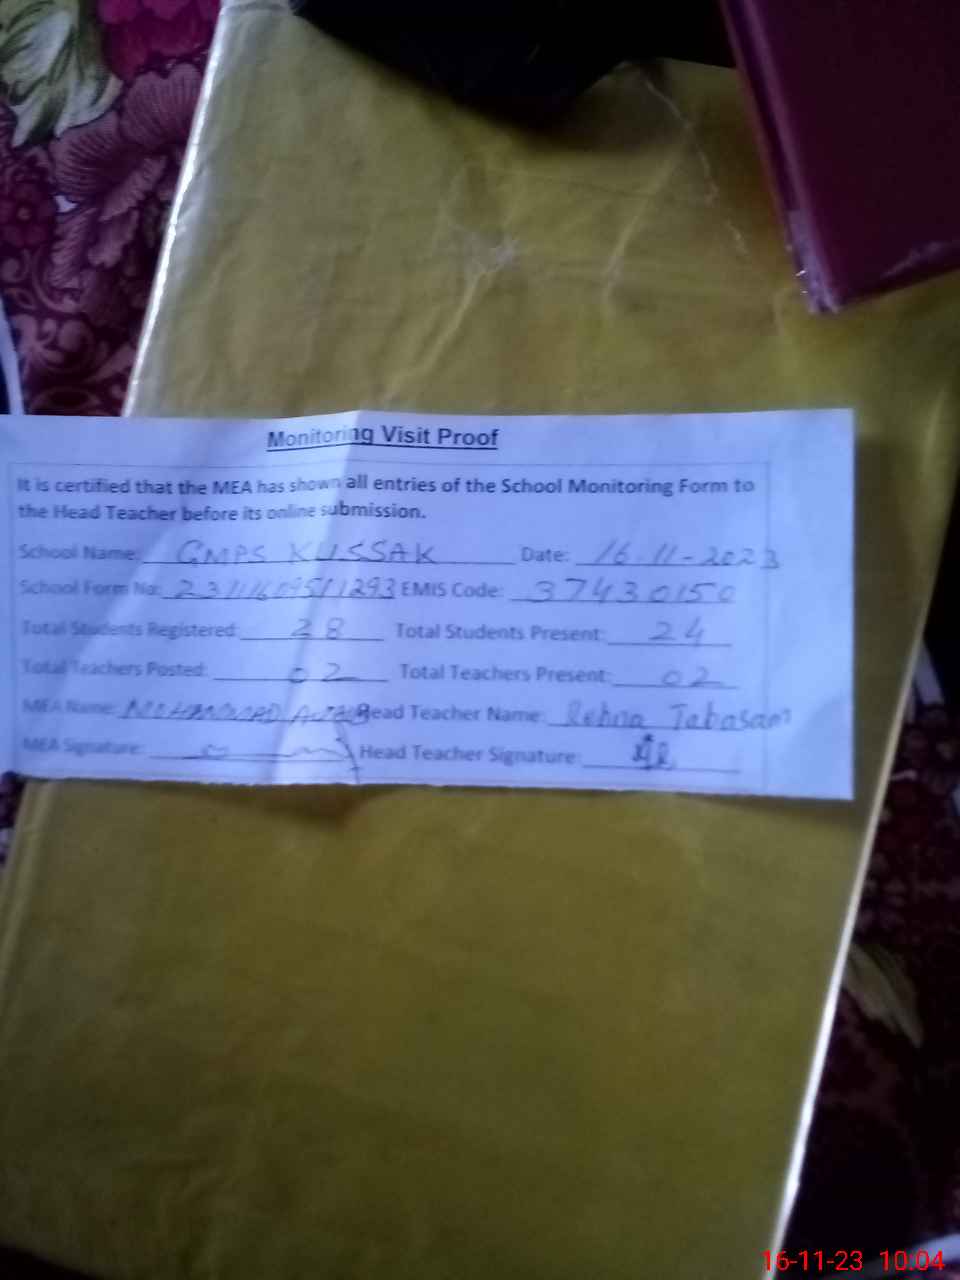 Monitoring Visit Proof
It is certified that the MEA has shown all entries of the School Monitoring Form to
the Head Teacher before its online submission.
School Name: GMPS KUSSAK Date: 16-11-2023
School Form No: EMIS Code: 37430150
Total Students Registered: 28 Total Students Present: 24
Total Teachers Posted: 02 Total Teachers Present: 02
MEA Name: MOHAMMAD Head Teacher Name: Rehna Tabasam
MEA Signature: Head Teacher Signature:
16-11-23 10:04